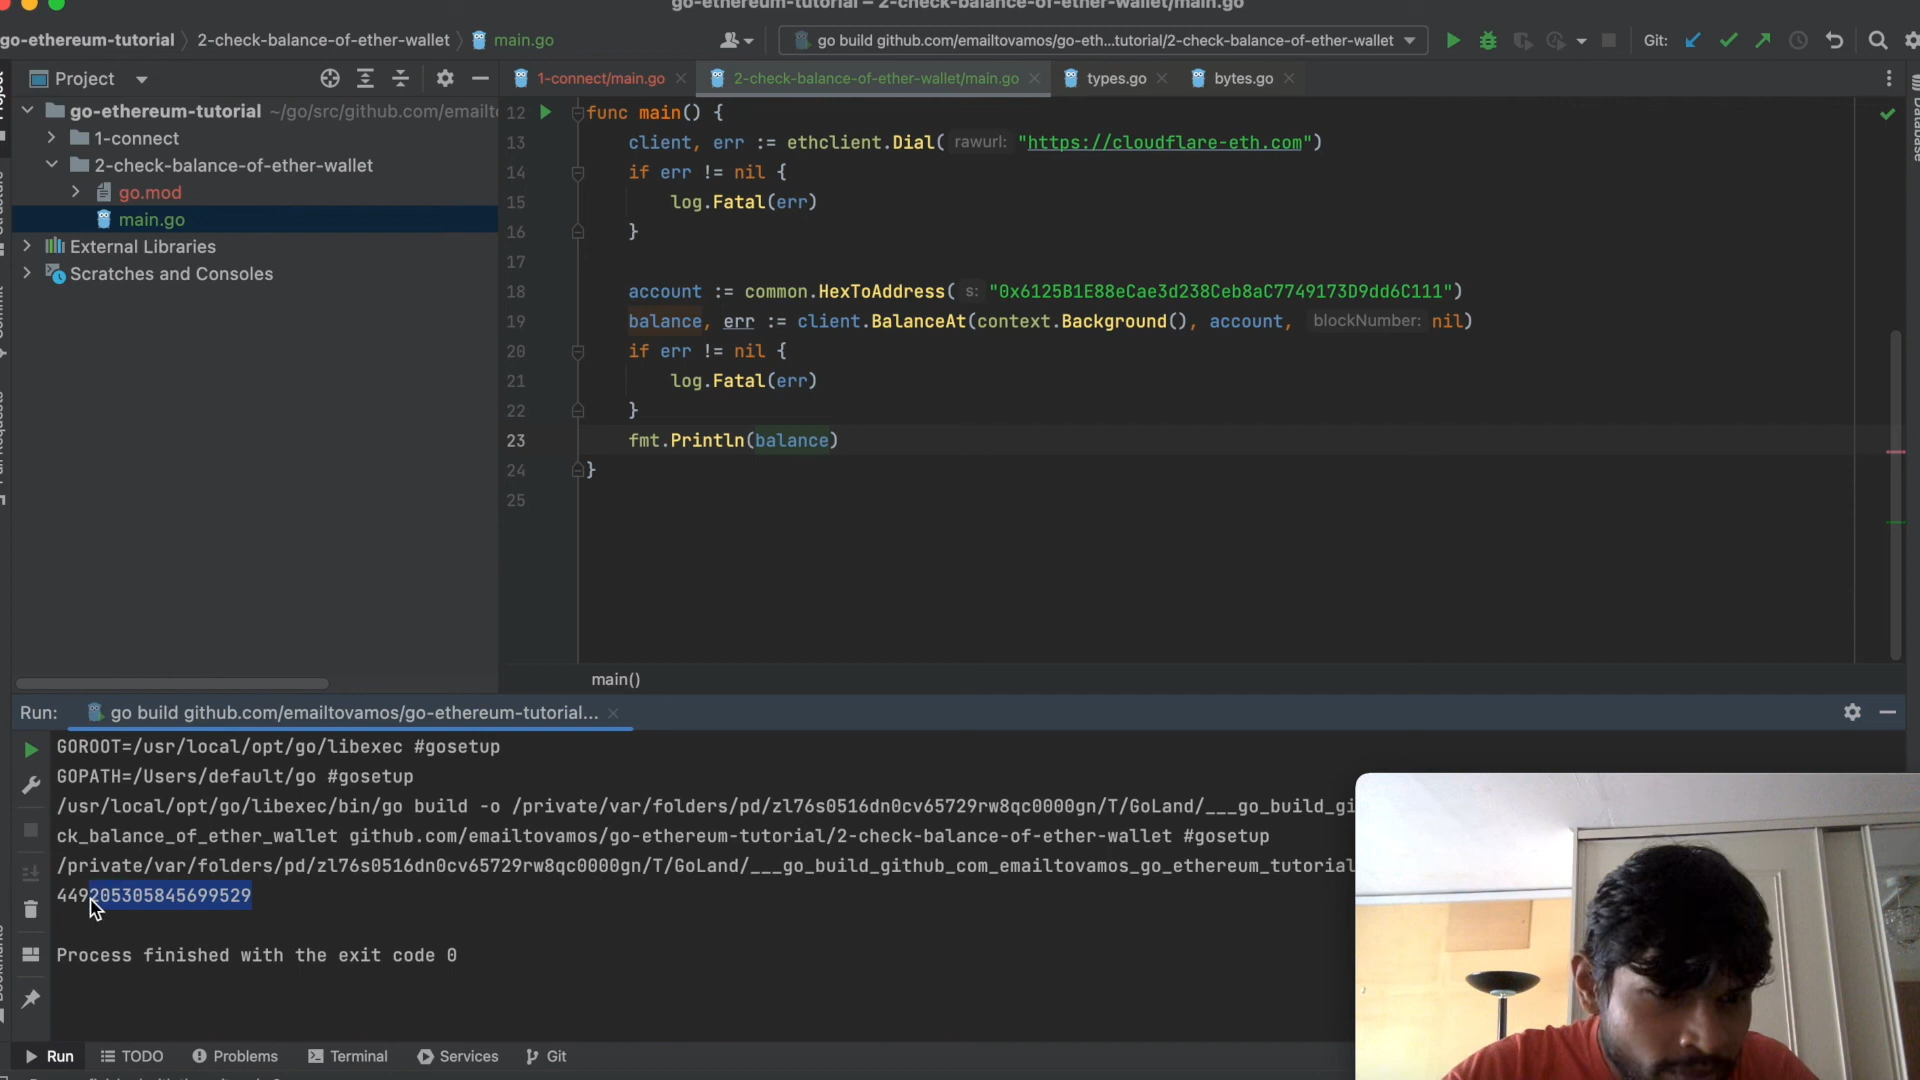 go-ethereum-tutorial – 2-check-balance-of-ether-wallet/main.go
go-ethereum-tutorial 2-check-balance-of-ether-wallet main.go
go build github.com/emailtovamos/go-eth...tutorial/2-check-balance-of-ether-wallet
Git:
Project
1-connect/main.go
2-check-balance-of-ether-wallet/main.go
types.go
bytes.go
go-ethereum-tutorial ~/go/src/github.com/emailto
1-connect
2-check-balance-of-ether-wallet
go.mod
main.go
External Libraries
Scratches and Consoles
12 func main() {
13 client, err := ethclient.Dial( rawurl: "https://cloudflare-eth.com")
14 if err != nil {
15 log.Fatal(err)
16 }
17
18 account := common.HexToAddress( s: "0x6125B1E88eCae3d238Ceb8aC7749173D9dd6C111")
19 balance, err := client.BalanceAt(context.Background(), account, blockNumber: nil)
20 if err != nil {
21 log.Fatal(err)
22 }
23 fmt.Println(balance)
24 }
25
main()
Database
Run: go build github.com/emailtovamos/go-ethereum-tutorial...
GOROOT=/usr/local/opt/go/libexec #gosetup
GOPATH=/Users/default/go #gosetup
/usr/local/opt/go/libexec/bin/go build -o /private/var/folders/pd/zl76s0516dn0cv65729rw8qc0000gn/T/GoLand/___go_build_gi
ck_balance_of_ether_wallet github.com/emailtovamos/go-ethereum-tutorial/2-check-balance-of-ether-wallet #gosetup
/private/var/folders/pd/zl76s0516dn0cv65729rw8qc0000gn/T/GoLand/___go_build_github_com_emailtovamos_go_ethereum_tutorial
449205305845699529
Process finished with the exit code 0
Run TODO Problems Terminal Services Git